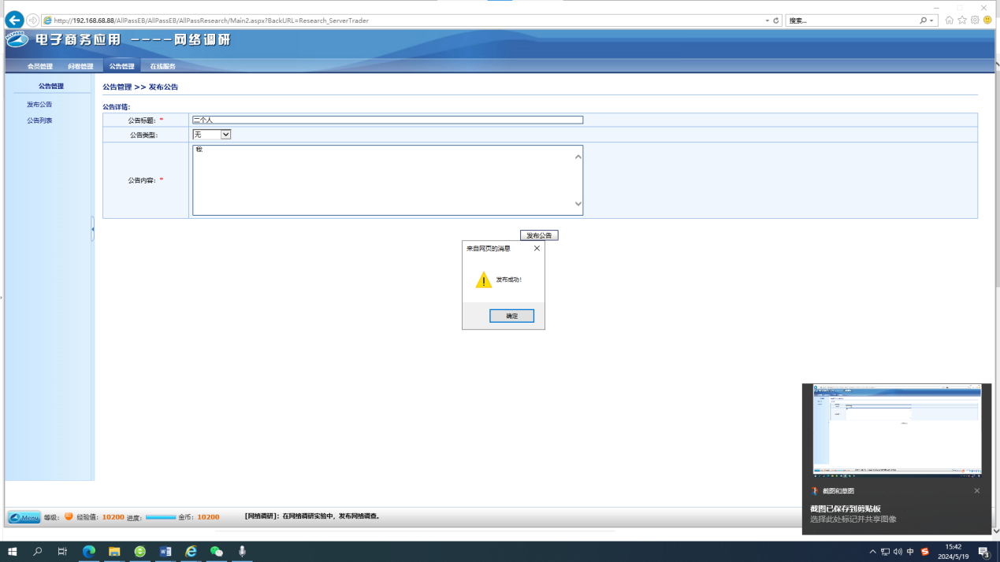 http://192.168.68.88/AllPassEB/AllPassEB/AllPassResearch/Main2.aspx?BackURL=Research_ServerTrader
搜索...
电子商务应用 ----网络调研
会员管理 问卷管理 公告管理 在线服务
公告管理
发布公告
公告列表
公告管理 >> 发布公告
公告详情:
公告标题: * 二个人
公告类型: 无
公告内容: * 我
发布公告
来自网页的消息
发布成功!
确定
截图和草图
截图已保存到剪贴板
选择此处标记并共享图像
Menu 等级: 经验值: 10200 进度: 金币: 10200 [网络调研]: 在网络调研实验中，发布网络调查。
中
15:42
2024/5/19
3